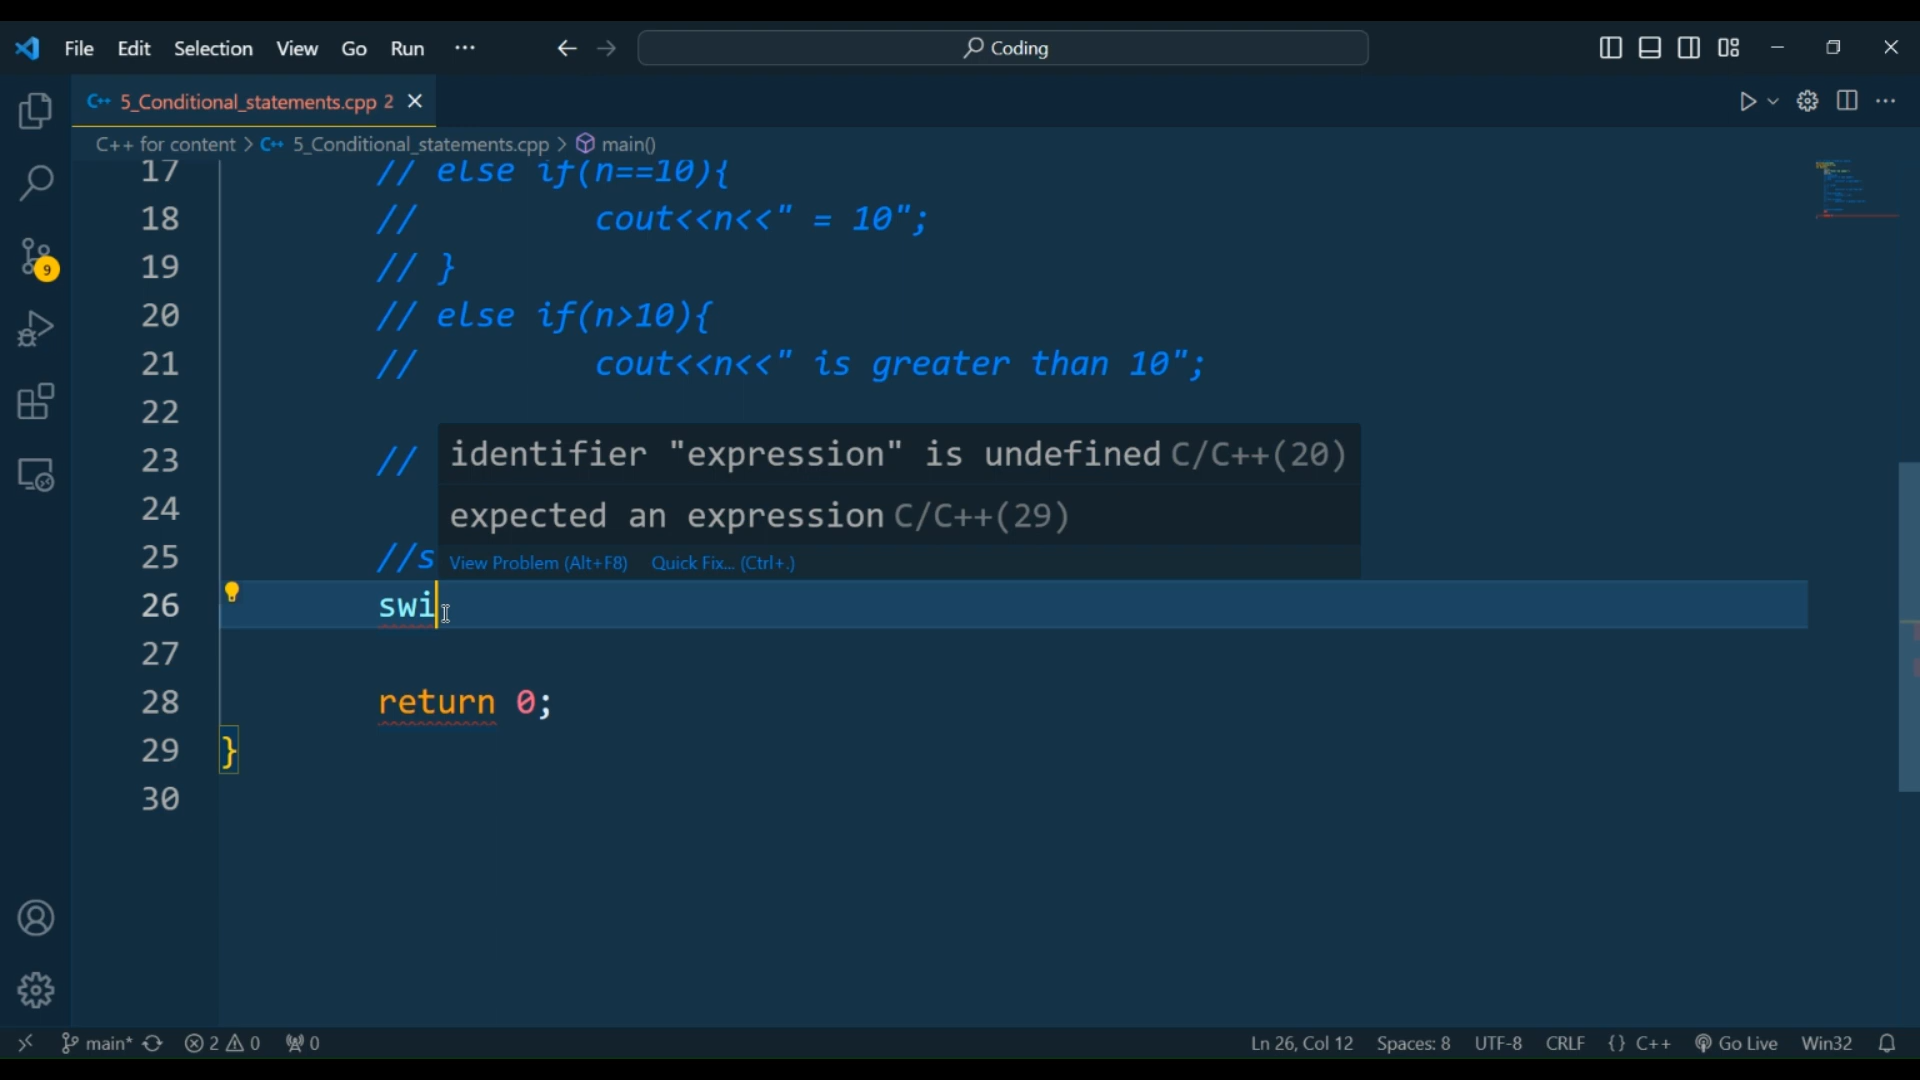 File Edit Selection View Go Run ··· ← → Coding
C++ 5_Conditional_statements.cpp 2 ×
C++ for content > C++ 5_Conditional_statements.cpp > main()
17 // else if(n==10){
18 // cout<<n<<" = 10";
19 // }
20 // else if(n>10){
21 // cout<<n<<" is greater than 10";
22
23 //
identifier "expression" is undefined C/C++(20)
24
expected an expression C/C++(29)
25 //s
View Problem (Alt+F8) Quick Fix... (Ctrl+.)
26 swi
27
28 return 0;
29 }
30
9
main* 2 0 0 Ln 26, Col 12 Spaces: 8 UTF-8 CRLF {} C++ Go Live Win32